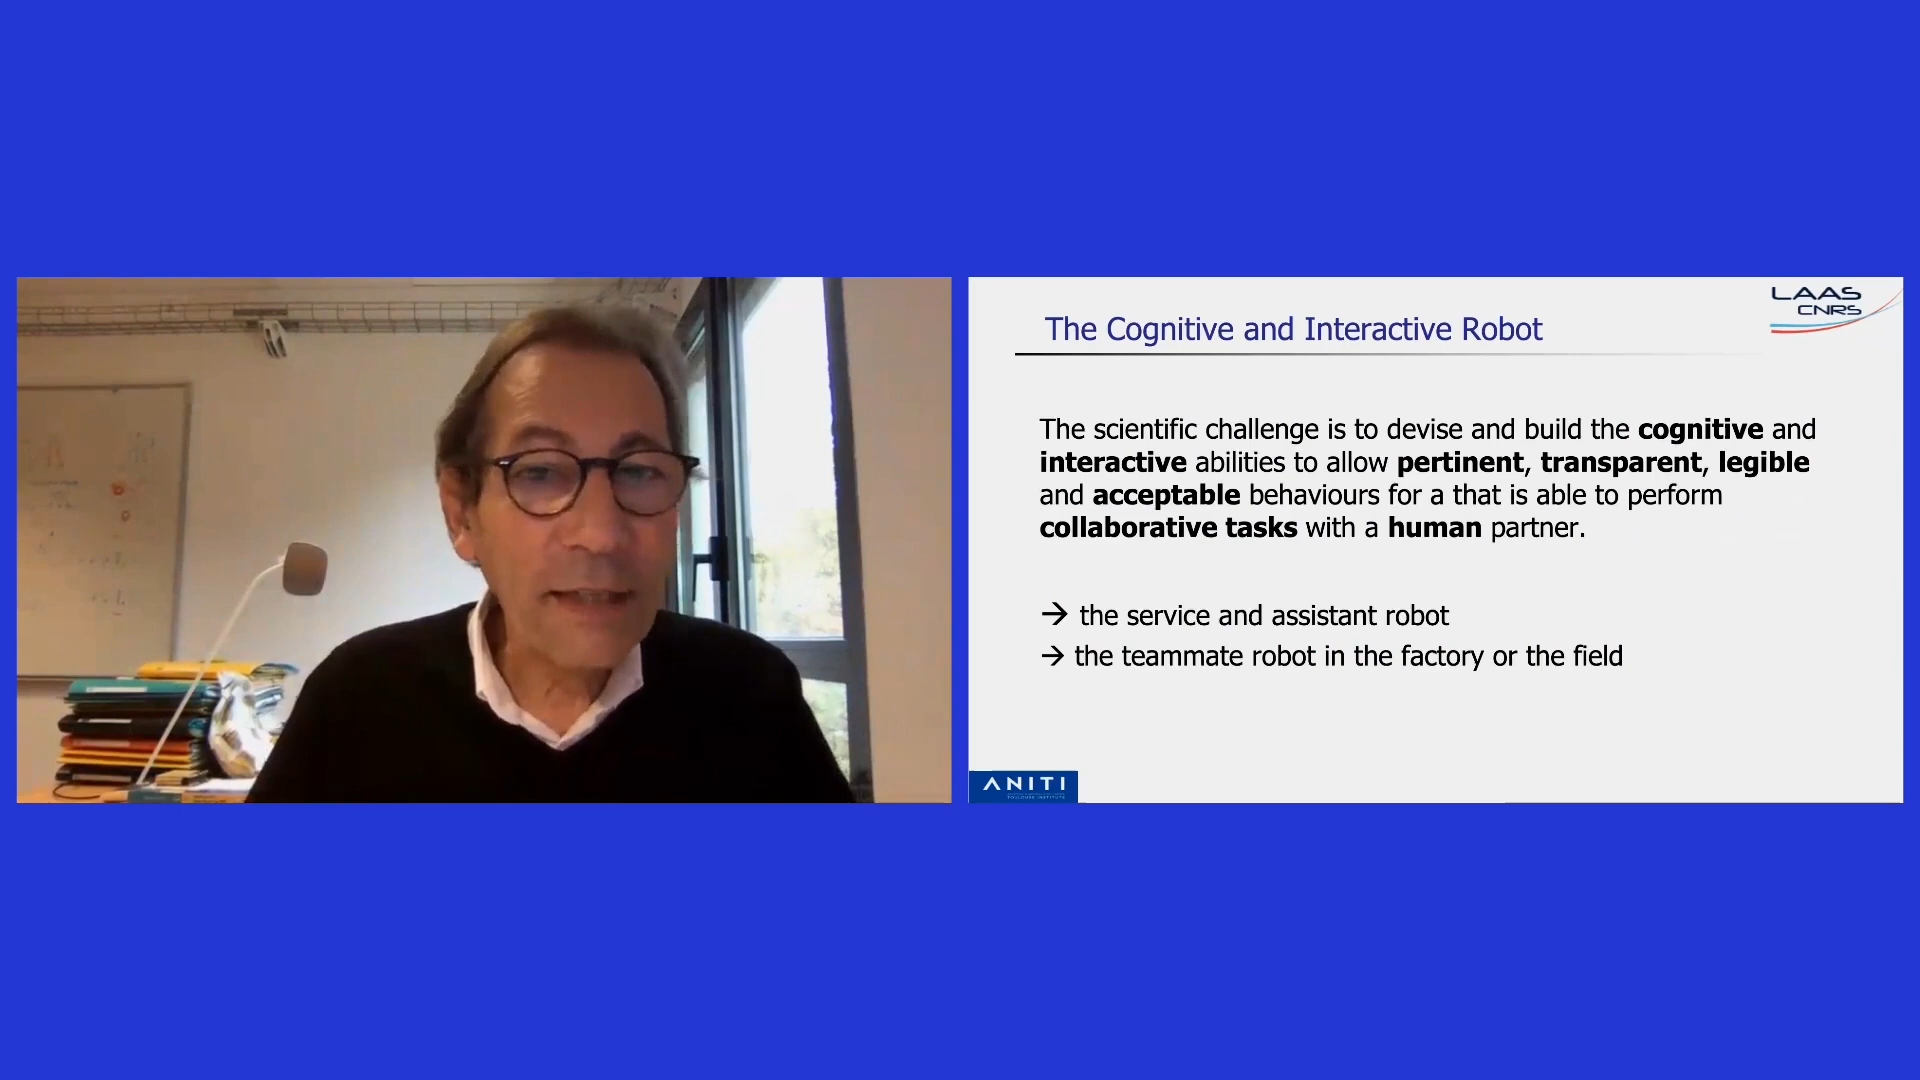 LAAS
CNRS
The Cognitive and Interactive Robot
The scientific challenge is to devise and build the cognitive and
interactive abilities to allow pertinent, transparent, legible
and acceptable behaviours for a that is able to perform
collaborative tasks with a human partner.
→ the service and assistant robot
→ the teammate robot in the factory or the field
ANITI